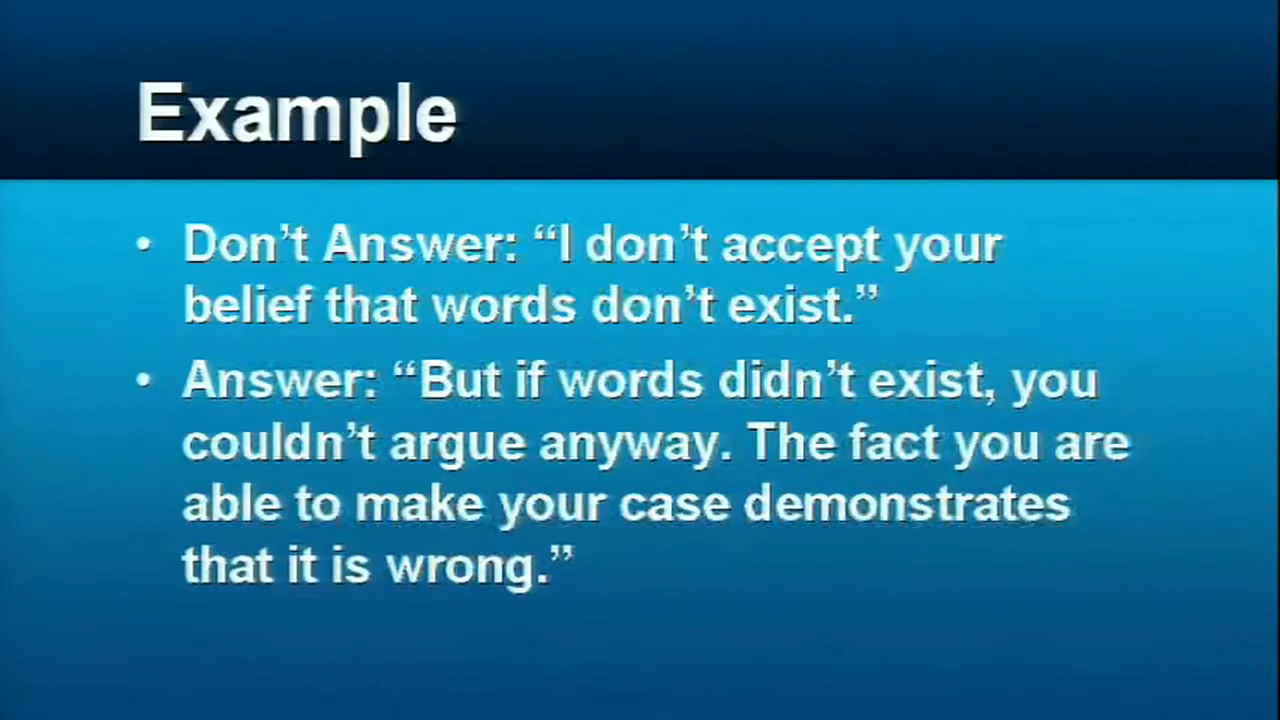 Example
• Don’t Answer: “I don’t accept your
belief that words don’t exist.”
• Answer: “But if words didn’t exist, you
couldn’t argue anyway. The fact you are
able to make your case demonstrates
that it is wrong.”